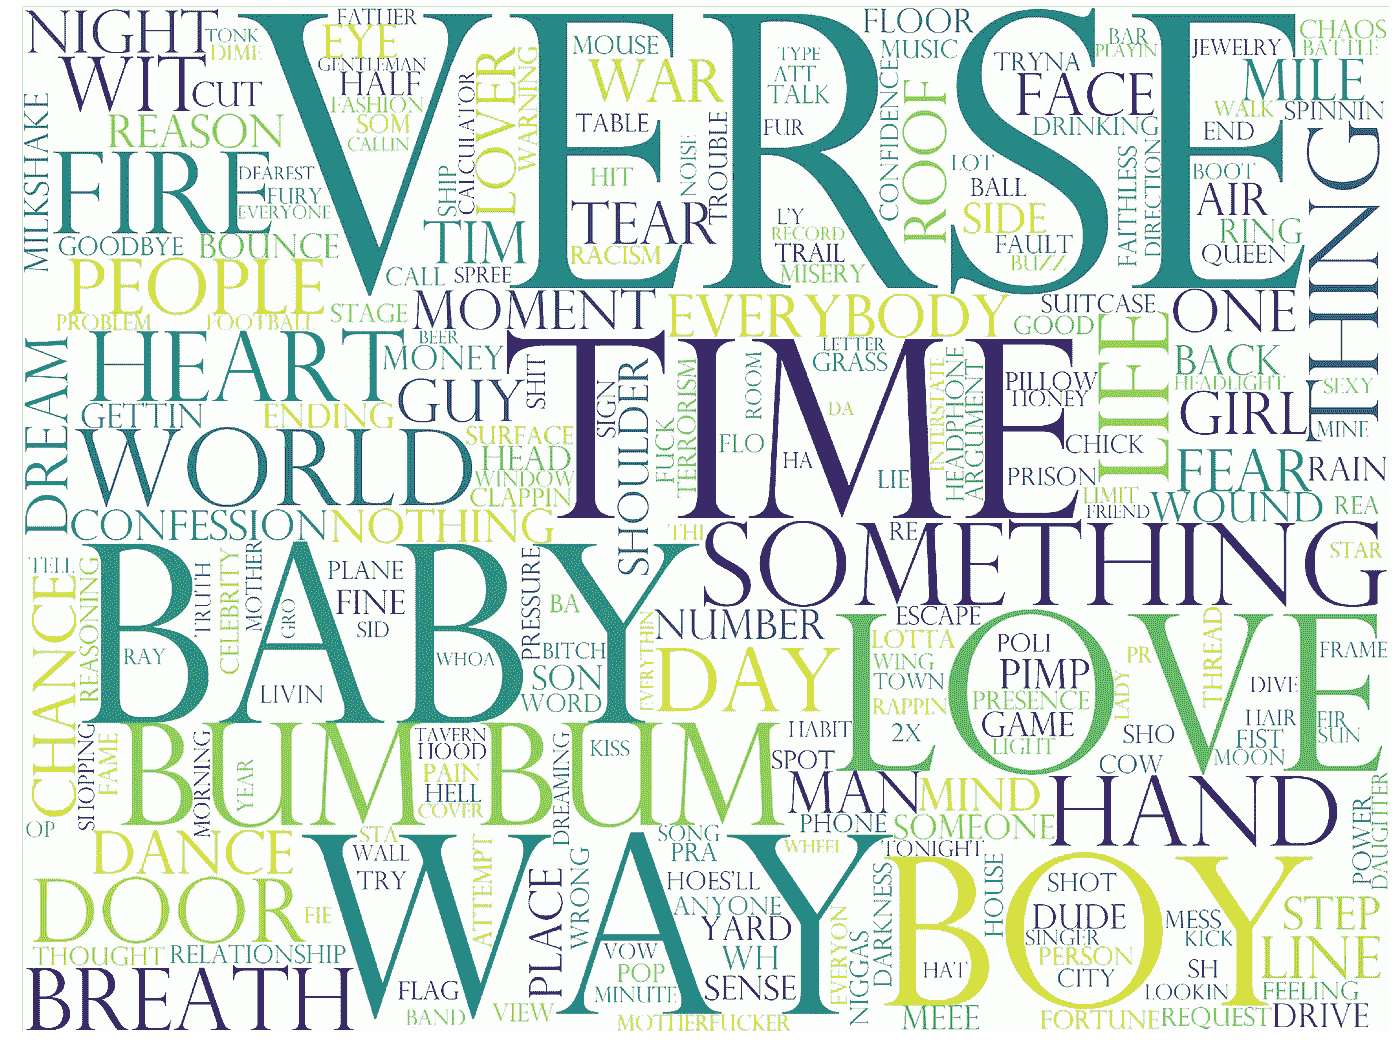 NIGHT
TONK
DIME
FATHER
EYE
GENTLEMAN
HALF
FASHION
SOM
CALLIN
VERSE
MOUSE
WAR
TABLE
TYPE
ATT
TALK
FUR
FLOOR
MUSIC
TRYNA
FACE
DRINKING
BAR
PLAYIN
JEWELRY
CHAOS
BATTLE
MILE
WALK
SPINNIN
END
WIT
CUT
REASON
MILKSHAKE
FIRE
DEAREST
FURY
EVERYONE
GOODBYE
BOUNCE
CALCULATOR
SHIP
LOVER
WARNING
TIM
CALL
SPREE
HIT
NOISE
TROUBLE
TEAR
RACISM
L'Y
RECORD
TRAIL
MISERY
CONFIDENCE
ROOF
LOT
BALL
SIDE
FAULT
BUZZ
FAITHLESS
DIRECTION
BOOT
AIR
RING
QUEEN
THING
PEOPLE
PROBLEM
FOOTBALL
STAGE
MOMENT
EVERYBODY
SUITCASE
GOOD
ONE
DREAM
HEART
BEER
MONEY
GUY
SHIT
SIGN
SHOULDER
GETTIN
ENDING
TIME
LETTER
GRASS
ROOM
TERRORISM
FUCK
FLO
HA
DA
LIE
INTERSTATE
HEADPHONE
ARGUMENT
PILLOW
HONEY
CHICK
PRISON
LIMIT
FRIEND
LIFE
BACK
HEADLIGHT
GIRL
SEXY
MINE
FEAR
RAIN
WOUND
REA
WORLD
SURFACE
HEAD
WINDOW
CLAPPIN
CONFESSION
NOTHING
THI
SOMETHING
RE
STAR
TELL
CHANCE
REASONING
BABY
TRUTH
CELEBRITY
MOTHER
GRO
PLANE
FINE
SID
RAY
LIVIN
WHOA
PRESSURE
BA
BITCH
SON
WORD
EVERYTHIN
NUMBER
DAY
ESCAPE
LOTTA
WING
TOWN
RAPPIN
LOVE
POLI
PIMP
PRESENCE
GAME
LIGHT
LADY
PR
THREAD
FRAME
DIVE
HAIR
FIST
MOON
FIR
SUN
SHO
COW
SHOPPING
FAME
BUMBUM
MORNING
YEAR
TAVERN
HOOD
PAIN
HELL
COVER
DREAMING
KISS
HABIT
2X
SPOT
MAN
PHONE
MIND
SOMEONE
HAND
POWER
DAUGHTER
OP
DANCE
STA
WALL
TRY
WAY
ATTEMPT
PLACE
WRONG
SONG
PRA
WHEEL
TONIGHT
HOES'LL
ANYONE
YARD
VOW
POP
MINUTE
WH
SENSE
EVERYON
NIGGAS
DARKNESS
BOY
HOUSE
HAT
SHOT
DUDE
SINGER
PERSON
CITY
MESS
KICK
SH
LOOKIN
STEP
LINE
FEELING
DOOR
FIE
THOUGHT
RELATIONSHIP
BREATH
FLAG
BAND
VIEW
MOTHERFUCKER
MEEE
FORTUNE
REQUEST
DRIVE